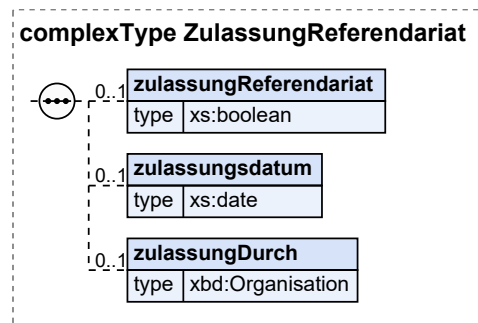 complexType ZulassungReferendariat
0..1 zulassungReferendariat
type xs:boolean
0..1 zulassungsdatum
type xs:date
0..1 zulassungDurch
type xbd:Organisation